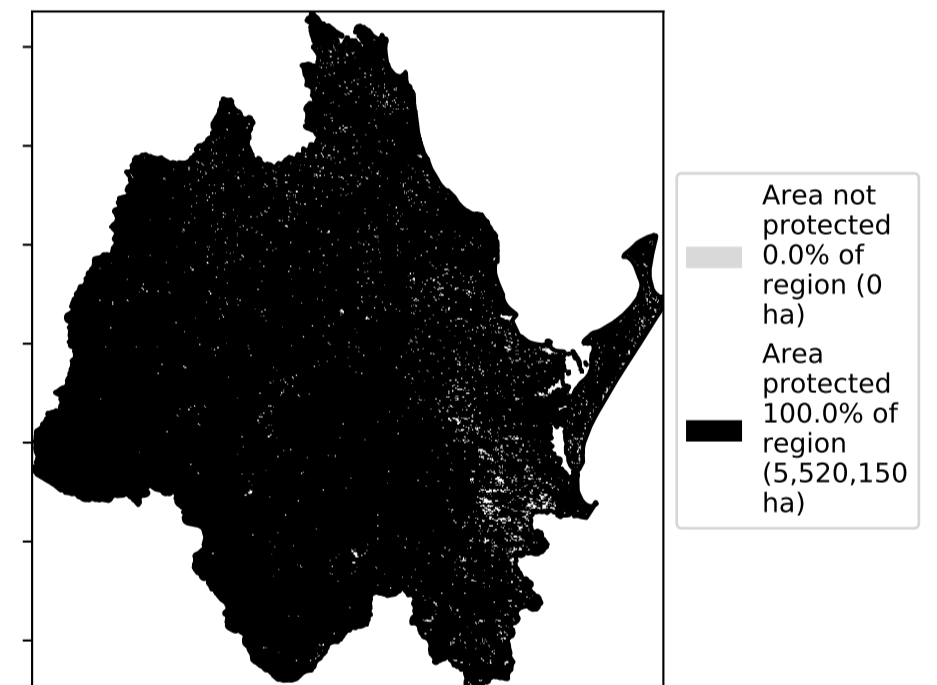 Area not
protected
0.0% of
region (0
ha)
Area
protected
100.0% of
region
(5,520,150
ha)